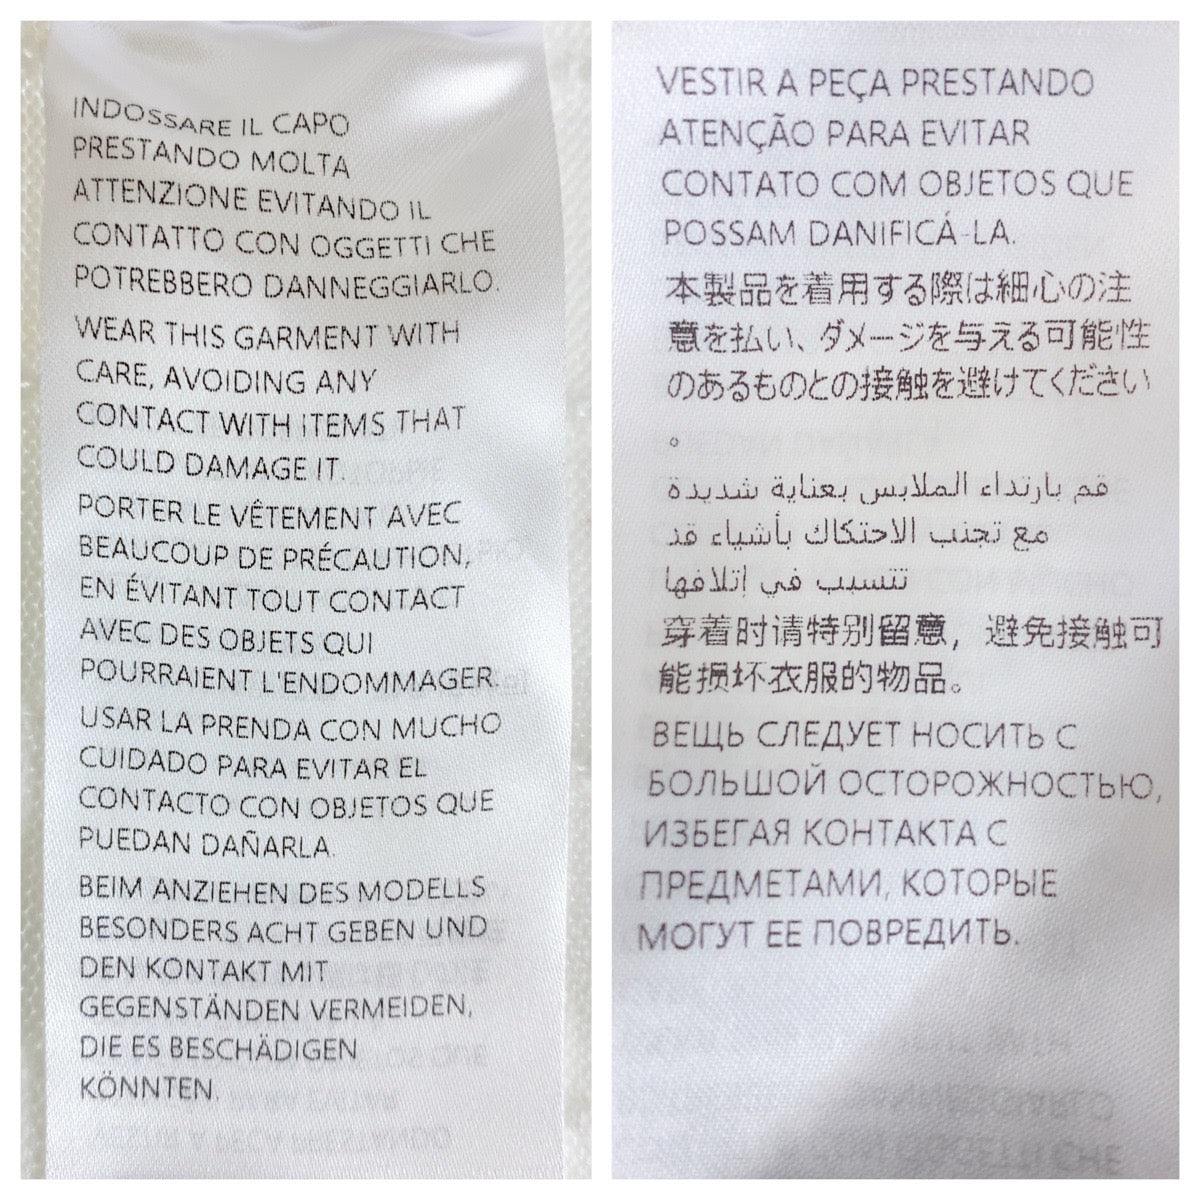 INDOSSARE IL CAPO
PRESTANDO MOLTA
ATTENZIONE EVITANDO IL
CONTATTO CON OGGETTI CHE
POTREBBERO DANNEGGIARLO.
WEAR THIS GARMENT WITH
CARE, AVOIDING ANY
CONTACT WITH ITEMS THAT
COULD DAMAGE IT.
PORTER LE VÊTEMENT AVEC
BEAUCOUP DE PRÉCAUTION,
EN ÉVITANT TOUT CONTACT
AVEC DES OBJETS QUI
POURRAIENT L'ENDOMMAGER.
USAR LA PRENDA CON MUCHO
CUIDADO PARA EVITAR EL
CONTACTO CON OBJETOS QUE
PUEDAN DAÑARLA.
BEIM ANZIEHEN DES MODELLS
BESONDERS ACHT GEBEN UND
DEN KONTAKT MIT
GEGENSTÄNDEN VERMEIDEN,
DIE ES BESCHÄDIGEN
KÖNNTEN.
VESTIR A PEÇA PRESTANDO
ATENÇÃO PARA EVITAR
CONTATO COM OBJETOS QUE
POSSAM DANIFICÁ-LA.
本製品を着用する際は細心の注
意を払い、ダメージを与える可能性
のあるものとの接触を避けてください
。
قم بارتداء الملابس بعناية شديدة
مع تجنب الاحتكاك بأشياء قد
تتسبب في إتلافها
穿着时请特别留意，避免接触可
能损坏衣服的物品。
ВЕЩЬ СЛЕДУЕТ НОСИТЬ С
БОЛЬШОЙ ОСТОРОЖНОСТЬЮ,
ИЗБЕГАЯ КОНТАКТА С
ПРЕДМЕТАМИ, КОТОРЫЕ
МОГУТ ЕЕ ПОВРЕДИТЬ.